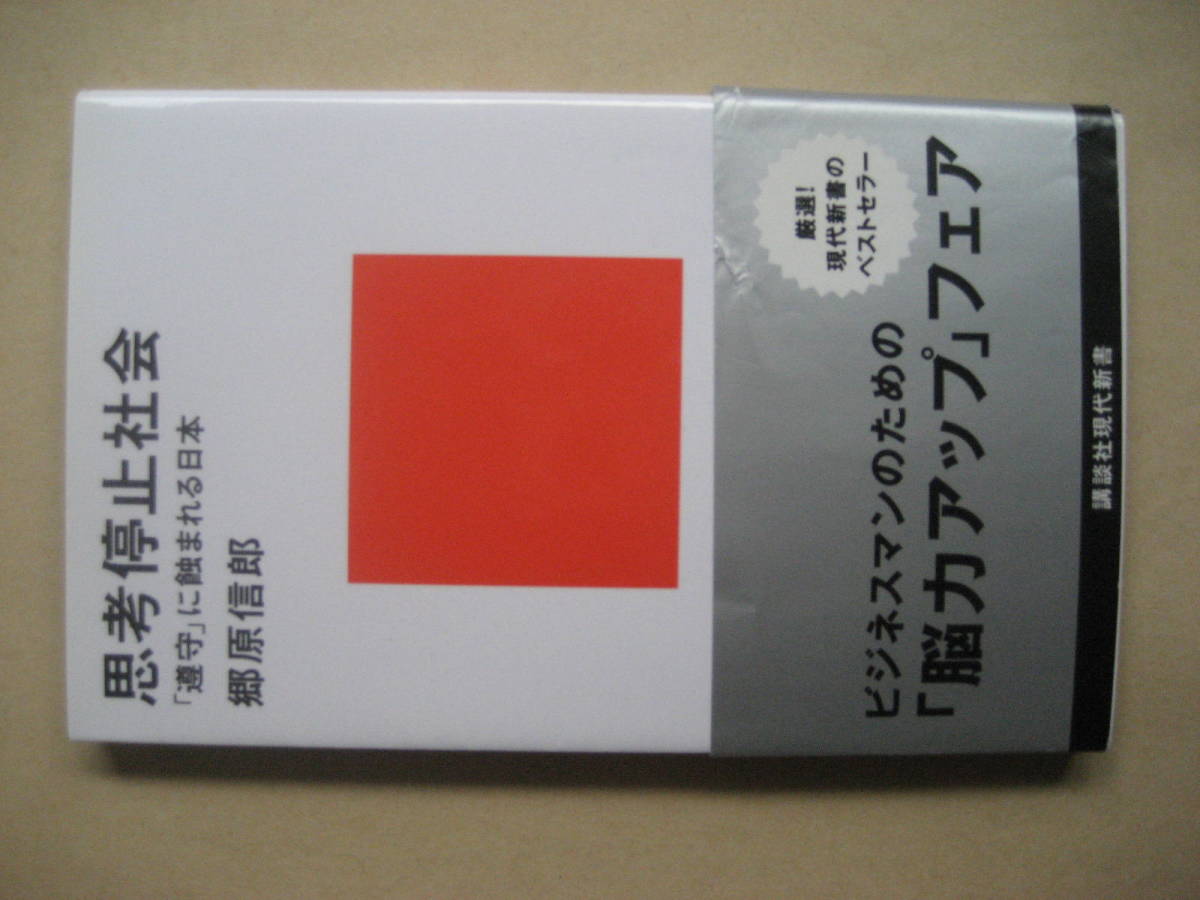 思考停止社会
「遵守」に蝕まれる日本
郷原信郎
厳選!
現代新書の
ベストセラー
ビジネスマンのための
「脳力アップ」フェア
講談社現代新書